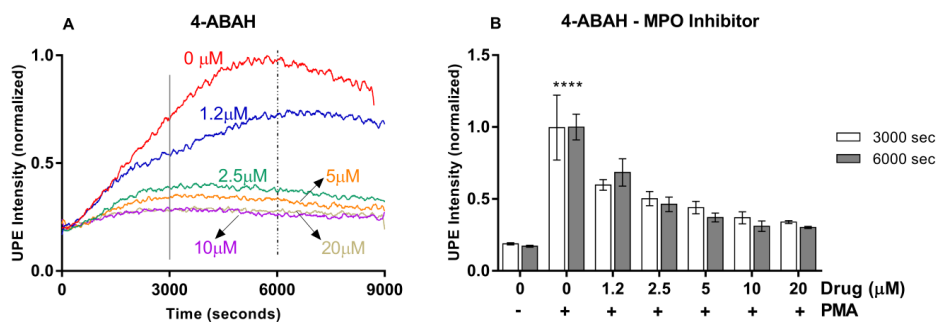 A
4-ABAH
UPE Intensity (normalized)
1.0
0.5
0.0
0 μM
1.2μM
2.5μM
5μM
10μM
20μM
0
3000
6000
9000
Time (seconds)
B
4-ABAH - MPO Inhibitor
UPE Intensity (normalized)
1.5
1.0
0.5
0.0
****
3000 sec
6000 sec
0 0 1.2 2.5 5 10 20 Drug (μM)
- + + + + + + PMA